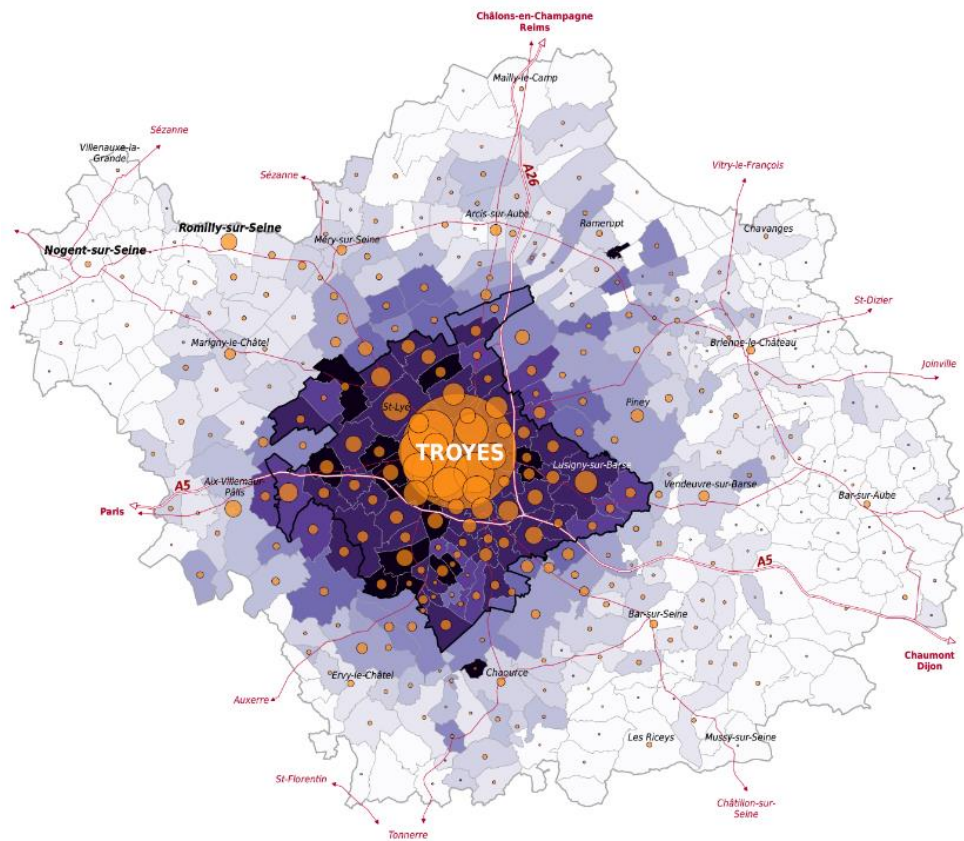 Châlons-en-Champagne
Reims
Mailly-le-Camp
Sézanne
Villenauxe-la-
Grande
Sézanne
A26
Vitry-le-François
Romilly-sur-Seine
Arcis-sur-Aube
Ramerupt
Chavanges
Méry-sur-Seine
Nogent-sur-Seine
St-Dizier
Marigny-le-Châtel
Brienne-le-Château
Joinville
St-Lyé
Piney
TROYES
Lusigny-sur-Barse
Aix-Villemaur-
Pâlis
Vendeuvre-sur-Barse
A5
Bar-sur-Aube
Paris
A5
Bar-sur-Seine
Chaumont
Dijon
Ervy-le-Châtel
Chaource
Auxerre
Les Riceys
Mussy-sur-Seine
St-Florentin
Châtillon-sur-
Seine
Tonnerre